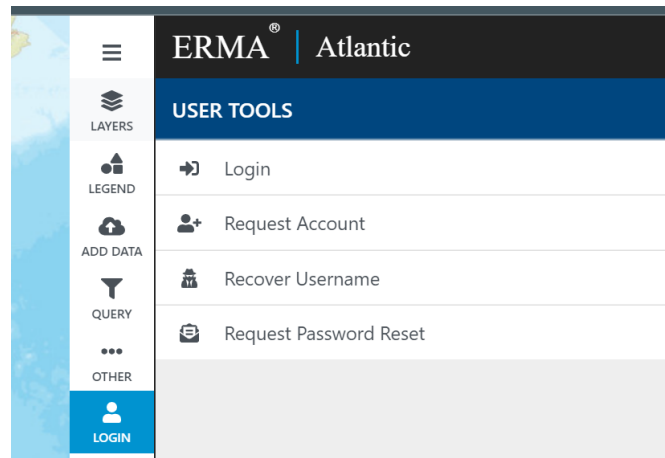 ERMA® | Atlantic
LAYERS
USER TOOLS
Login
LEGEND
Request Account
ADD DATA
Recover Username
QUERY
Request Password Reset
OTHER
LOGIN